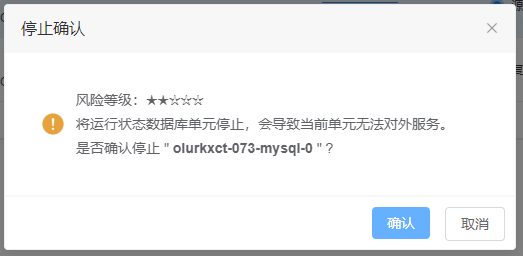 停止确认
风险等级：★★☆☆☆
将运行状态数据库单元停止，会导致当前单元无法对外服务。
是否确认停止 " olurkxct-073-mysql-0 "？
确认
取消